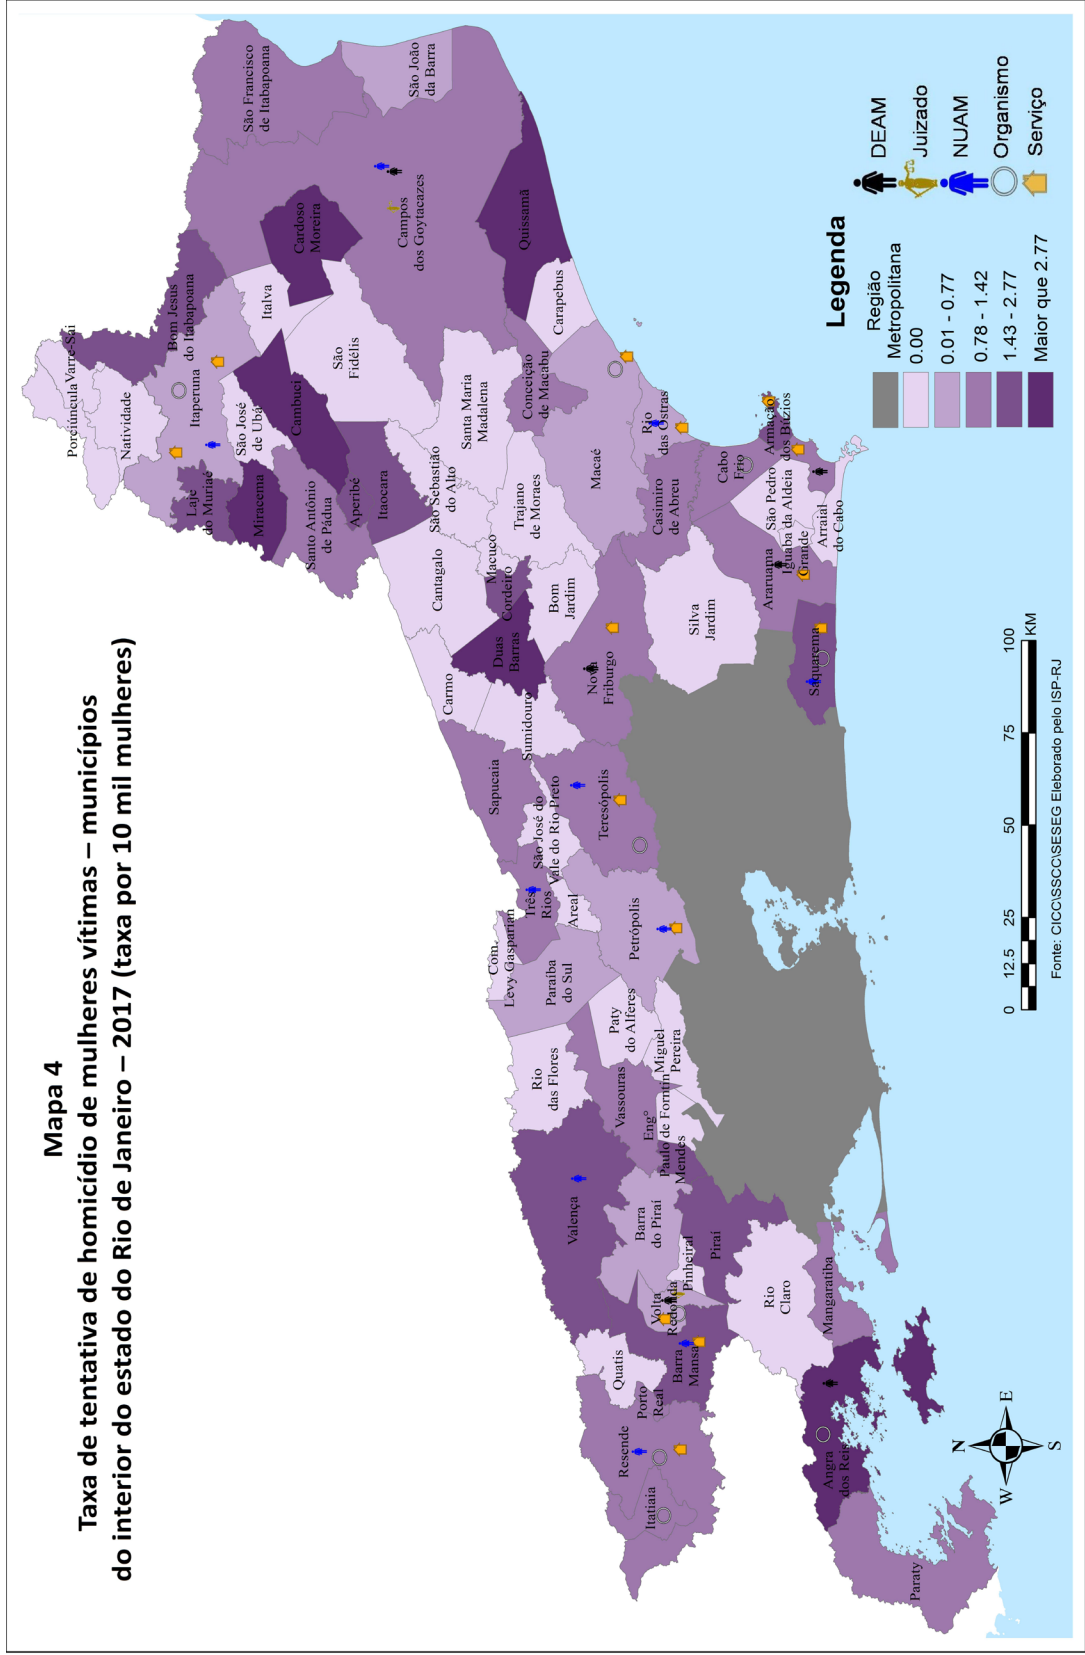 Mapa 4
Taxa de tentativa de homicídio de mulheres vítimas – municípios
do interior do estado do Rio de Janeiro – 2017 (taxa por 10 mil mulheres)
Porciúncula
Varre-Sai
Natividade
Bom Jesus
do Itabapoana
Itaperuna
Laje
do Muriaé
São José
de Ubá
Miracema
Italva
Cambuci
Cardoso
Moreira
São Francisco
de Itabapoana
São João
da Barra
Campos
dos Goytacazes
Santo Antônio
de Pádua
Aperibé
Itaocara
São
Fidélis
Quissamã
Carapebus
Conceição
de Macabu
Santa Maria
Madalena
São Sebastião
do Alto
Trajano
de Moraes
Macaé
Cantagalo
Macuco
Cordeiro
Carmo
Duas
Barras
Bom
Jardim
Sumidouro
Nova
Friburgo
Rio
das Ostras
Casimiro
de Abreu
Cabo
Frio
Armação
dos Búzios
Silva
Jardim
Araruama
São Pedro
da Aldeia
Iguaba
Grande
Arraial
do Cabo
Saquarema
Sapucaia
São José do
Vale do Rio Preto
Teresópolis
Três
Rios
Areal
Com.
Levy Gasparian
Paraíba
do Sul
Petrópolis
Paty
do Alferes
Miguel
Pereira
Rio
das Flores
Vassouras
Engº
Paulo de Forntin
Mendes
Valença
Barra
do Piraí
Piraí
Pinheiral
Volta
Redonda
Barra
Mansa
Rio
Claro
Mangaratiba
Quatis
Porto
Real
Resende
Itatiaia
Angra
dos Reis
Paraty
Legenda
Região
Metropolitana
0.00
0.01 - 0.77
0.78 - 1.42
1.43 - 2.77
Maior que 2.77
DEAM
Juizado
NUAM
Organismo
Serviço
N
W
E
S
0 12.5 25 50 75 100
KM
Fonte: CICC\SSCC\SESEG Eleborado pelo ISP-RJ